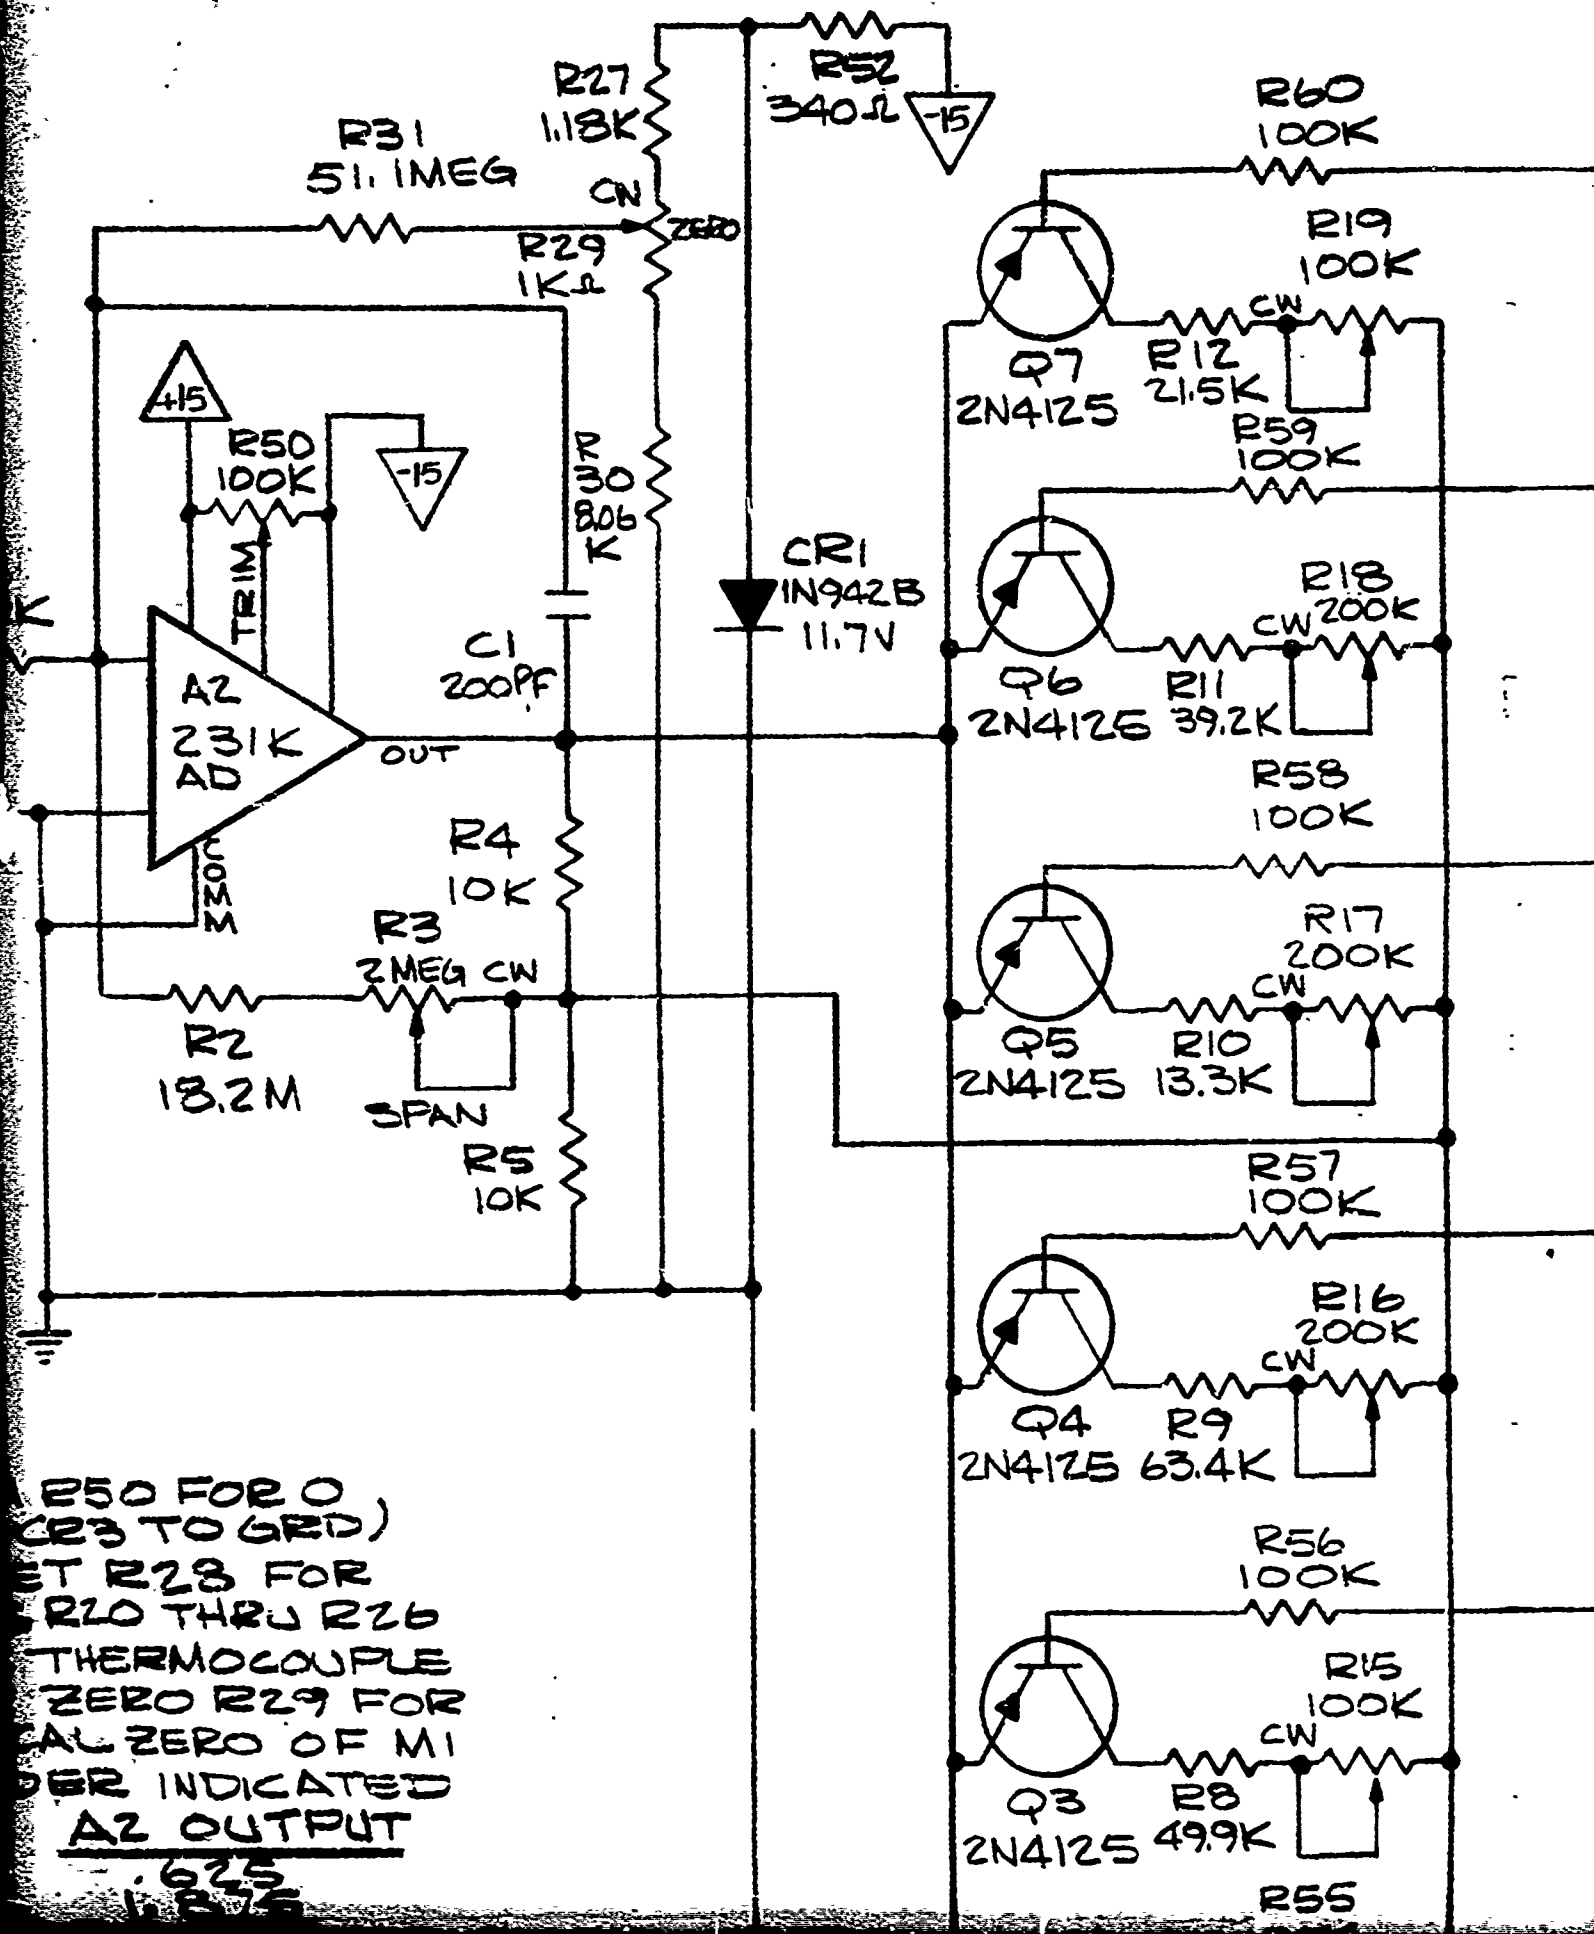 R52
340Ω
-15
R27
1.18K
R31
51.1MEG
CW
ZERO
R29
1KΩ
R60
100K
R19
100K
CW
R12
21.5K
Q7
2N4125
+15
R50
100K
-15
TRIM
R
30
8.06
K
R59
100K
CR1
1N942B
11.7V
R18
200K
CW
Q6
2N4125
R11
39.2K
K
C1
200PF
A2
231K
AD
OUT
COMM
R58
100K
R4
10K
R3
2MEG CW
R17
200K
CW
Q5
2N4125
R10
13.3K
R2
18.2M
SPAN
R5
10K
R57
100K
R16
200K
CW
Q4
2N4125
R9
63.4K
R50 FOR 0
CR3 TO GRD)
ET R28 FOR
R20 THRU R26
THERMOCOUPLE
ZERO R29 FOR
CAL ZERO OF M1
DER INDICATED
A2 OUTPUT
.625
1.875
R56
100K
R15
100K
CW
Q3
2N4125
R8
49.9K
R55